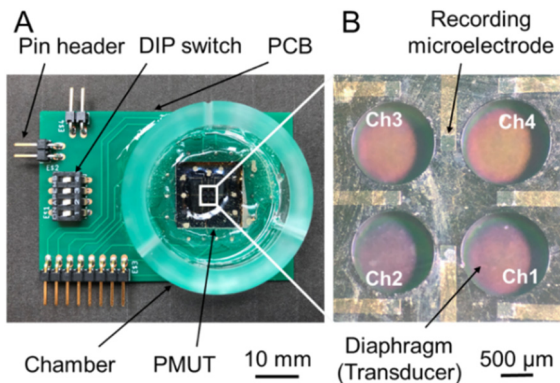 A
Pin header
DIP switch
PCB
Chamber
PMUT
10 mm
B
Recording
microelectrode
Ch3
Ch4
Ch2
Ch1
Diaphragm
(Transducer)
500 μm